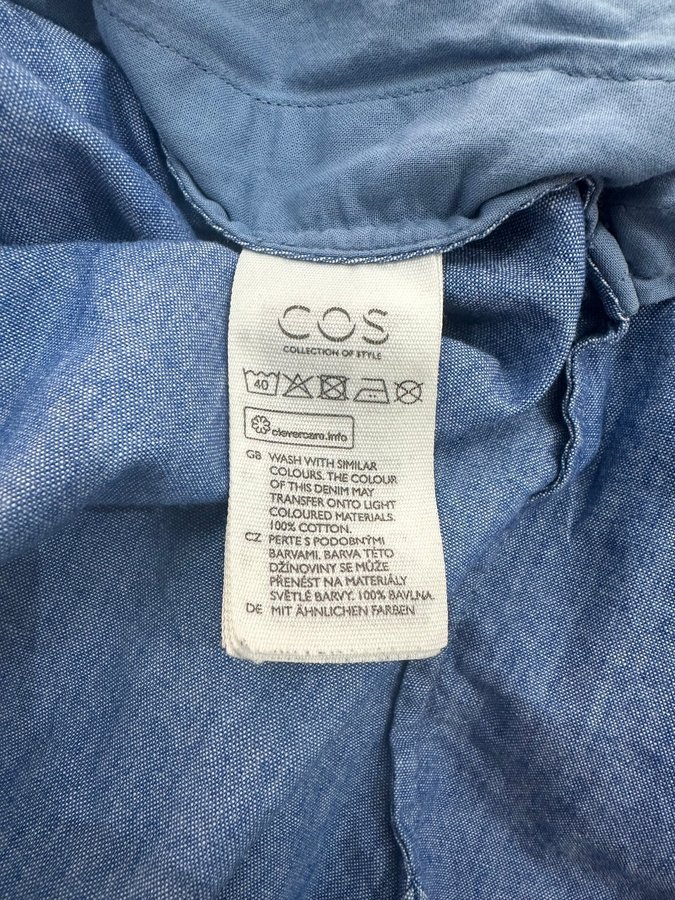 COS
COLLECTION OF STYLE
40
clevercare.info
GB WASH WITH SIMILAR
COLOURS. THE COLOUR
OF THIS DENIM MAY
TRANSFER ONTO LIGHT
COLOURED MATERIALS.
100% COTTON.
CZ PERTE S PODOBNÝMI
BARVAMI. BARVA TÉTO
DŽÍNOVINY SE MŮŽE
PŘENÉST NA MATERIÁLY
SVĚTLÉ BARVY. 100% BAVLNA.
DE MIT ÄHNLICHEN FARBEN